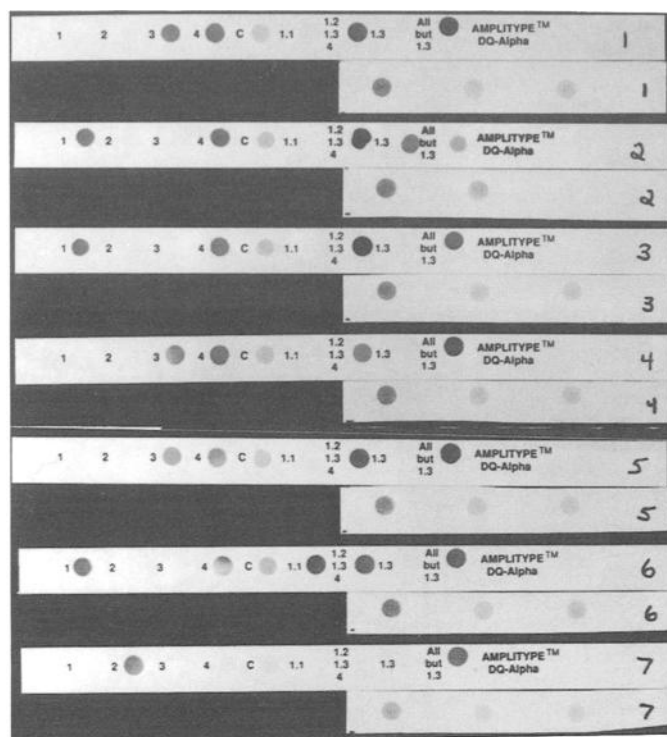 1.2 All AMPLITYPE™
1 2 3 4 C 1.1 1.3 1.3 but DQ-Alpha 1
4 1.3
1
1.2 All AMPLITYPE™
1 2 3 4 C 1.1 1.3 1.3 but DQ-Alpha 2
4 1.3
2
1.2 All AMPLITYPE™
1 2 3 4 C 1.1 1.3 1.3 but DQ-Alpha 3
4 1.3
3
1.2 All AMPLITYPE™
1 2 3 4 C 1.1 1.3 1.3 but DQ-Alpha 4
4 1.3
4
1.2 All AMPLITYPE™
1 2 3 4 C 1.1 1.3 1.3 but DQ-Alpha 5
4 1.3
5
1.2 All AMPLITYPE™
1 2 3 4 C 1.1 1.3 1.3 but DQ-Alpha 6
4 1.3
6
1.2 All AMPLITYPE™
1 2 3 4 C 1.1 1.3 1.3 but DQ-Alpha 7
4 1.3
7